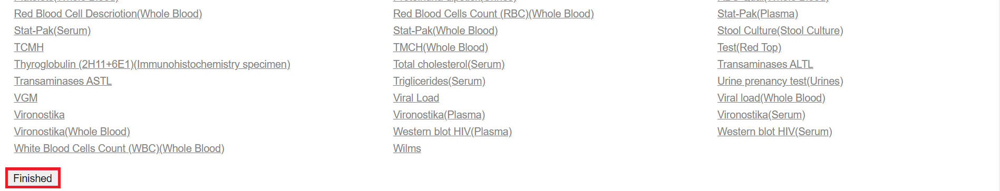 Red Blood Cell Descriotion(Whole Blood) Red Blood Cells Count (RBC)(Whole Blood) Stat-Pak(Plasma)
Stat-Pak(Serum) Stat-Pak(Whole Blood) Stool Culture(Stool Culture)
TCMH TMCH(Whole Blood) Test(Red Top)
Thyroglobulin (2H11+6E1)(Immunohistochemistry specimen) Total cholesterol(Serum) Transaminases ALTL
Transaminases ASTL Triglicerides(Serum) Urine prenancy test(Urines)
VGM Viral Load Viral load(Whole Blood)
Vironostika Vironostika(Plasma) Vironostika(Serum)
Vironostika(Whole Blood) Western blot HIV(Plasma) Western blot HIV(Serum)
White Blood Cells Count (WBC)(Whole Blood) Wilms
Finished